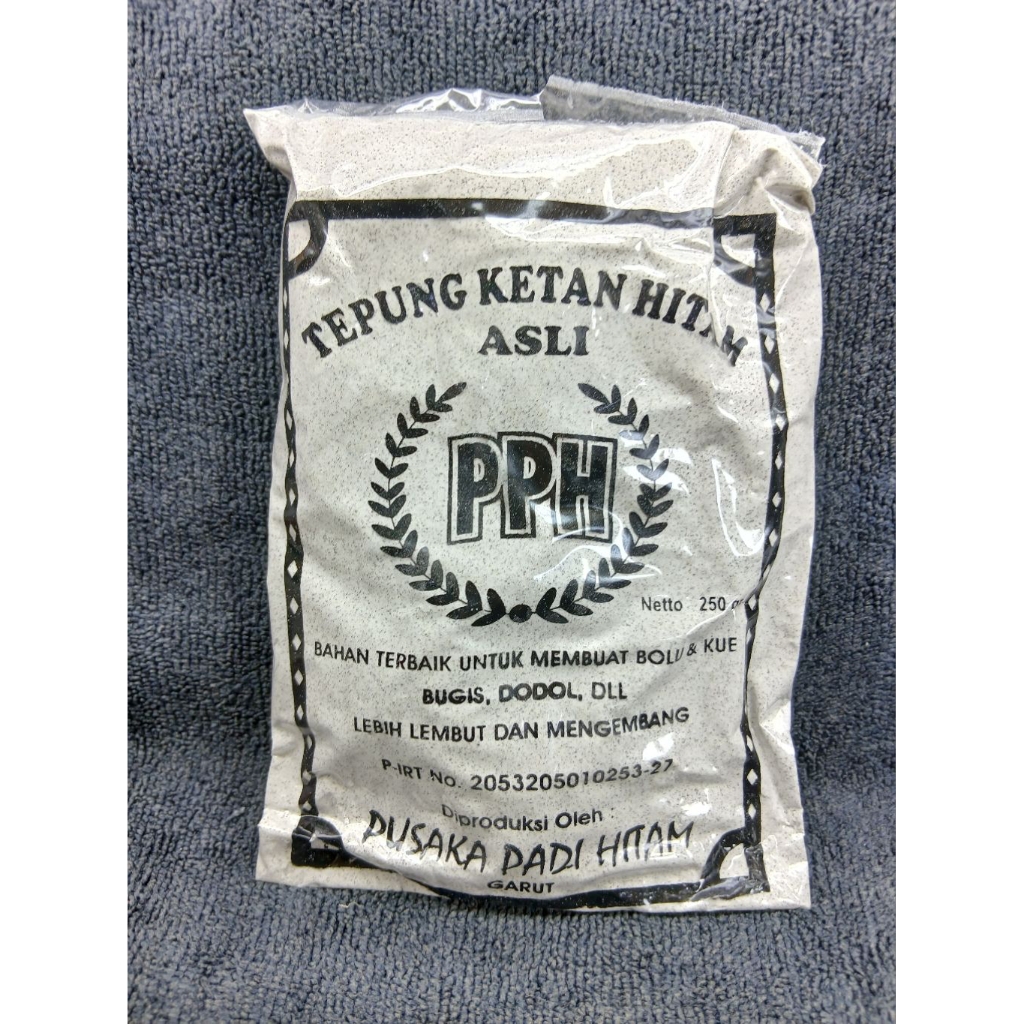 TEPUNG KETAN HITAM
ASLI
PPH
Netto 250 gr
BAHAN TERBAIK UNTUK MEMBUAT BOLU & KUE
BUGIS, DODOL, DLL
LEBIH LEMBUT DAN MENGEMBANG
P-IRT No. 2053205010253-27
Diproduksi Oleh :
PUSAKA PADI HITAM
GARUT